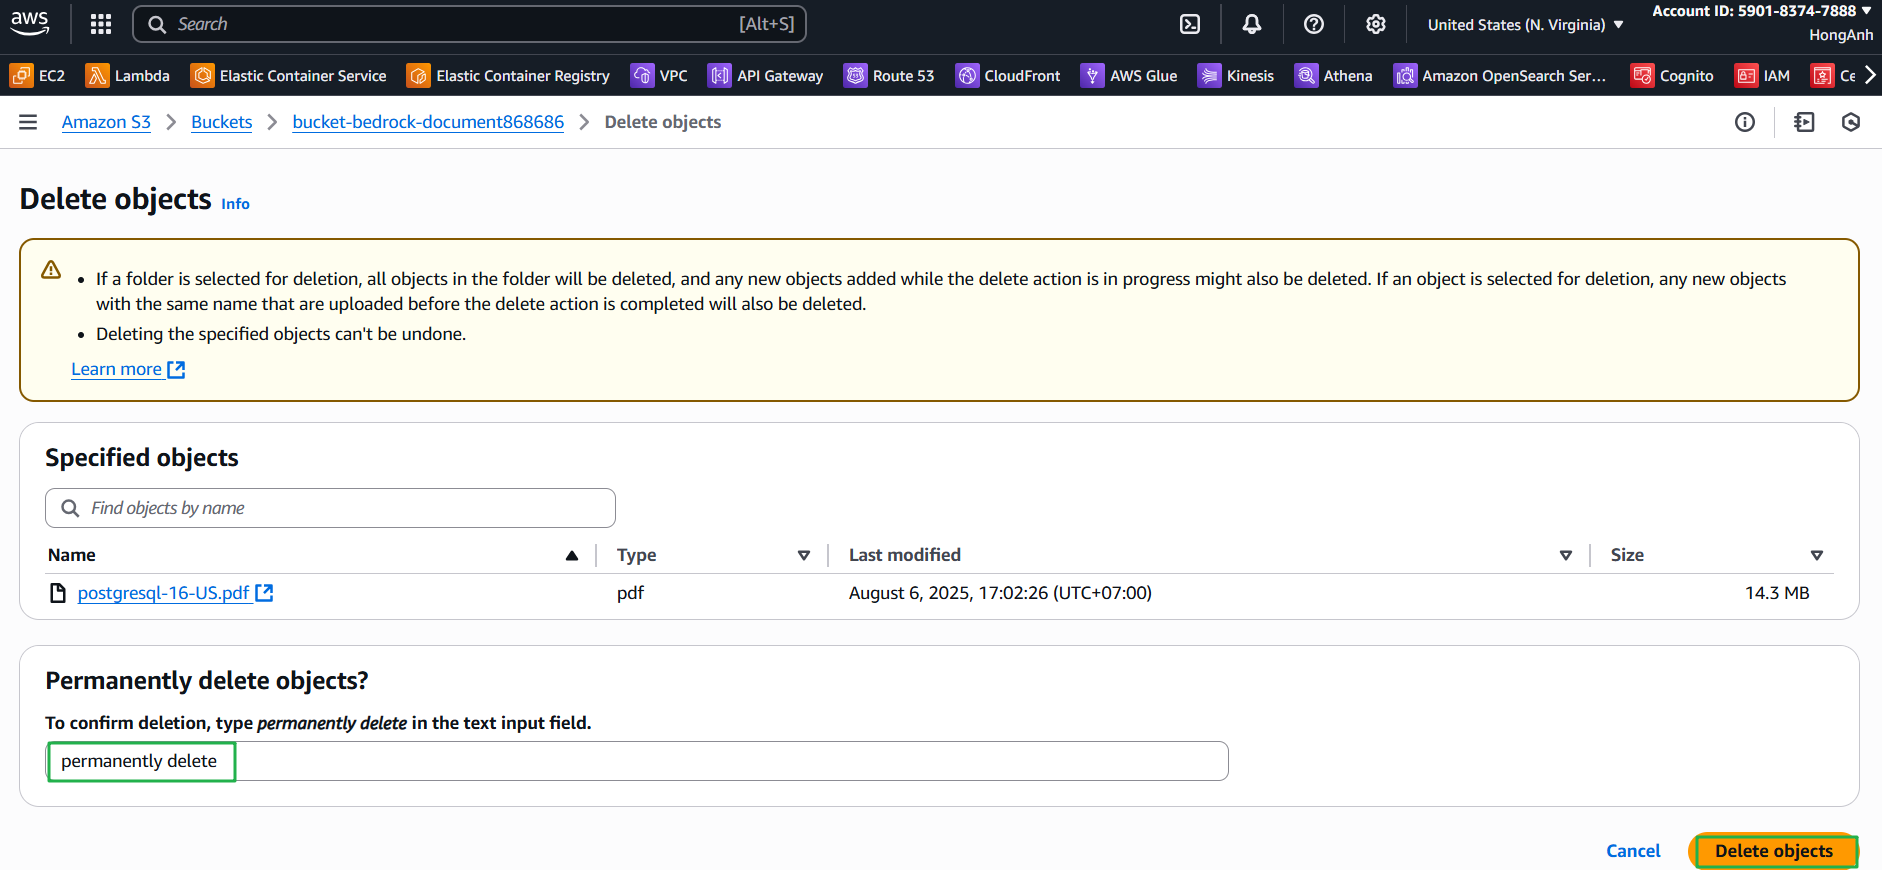 aws
Search
[Alt+S]
United States (N. Virginia)
Account ID: 5901-8374-7888
HongAnh
EC2
Lambda
Elastic Container Service
Elastic Container Registry
VPC
API Gateway
Route 53
CloudFront
AWS Glue
Kinesis
Athena
Amazon OpenSearch Ser...
Cognito
IAM
Ce
Amazon S3
Buckets
bucket-bedrock-document868686
Delete objects
Delete objects Info
If a folder is selected for deletion, all objects in the folder will be deleted, and any new objects added while the delete action is in progress might also be deleted. If an object is selected for deletion, any new objects
with the same name that are uploaded before the delete action is completed will also be deleted.
Deleting the specified objects can't be undone.
Learn more
Specified objects
Find objects by name
Name
Type
Last modified
Size
postgresql-16-US.pdf
pdf
August 6, 2025, 17:02:26 (UTC+07:00)
14.3 MB
Permanently delete objects?
To confirm deletion, type permanently delete in the text input field.
permanently delete
Cancel
Delete objects